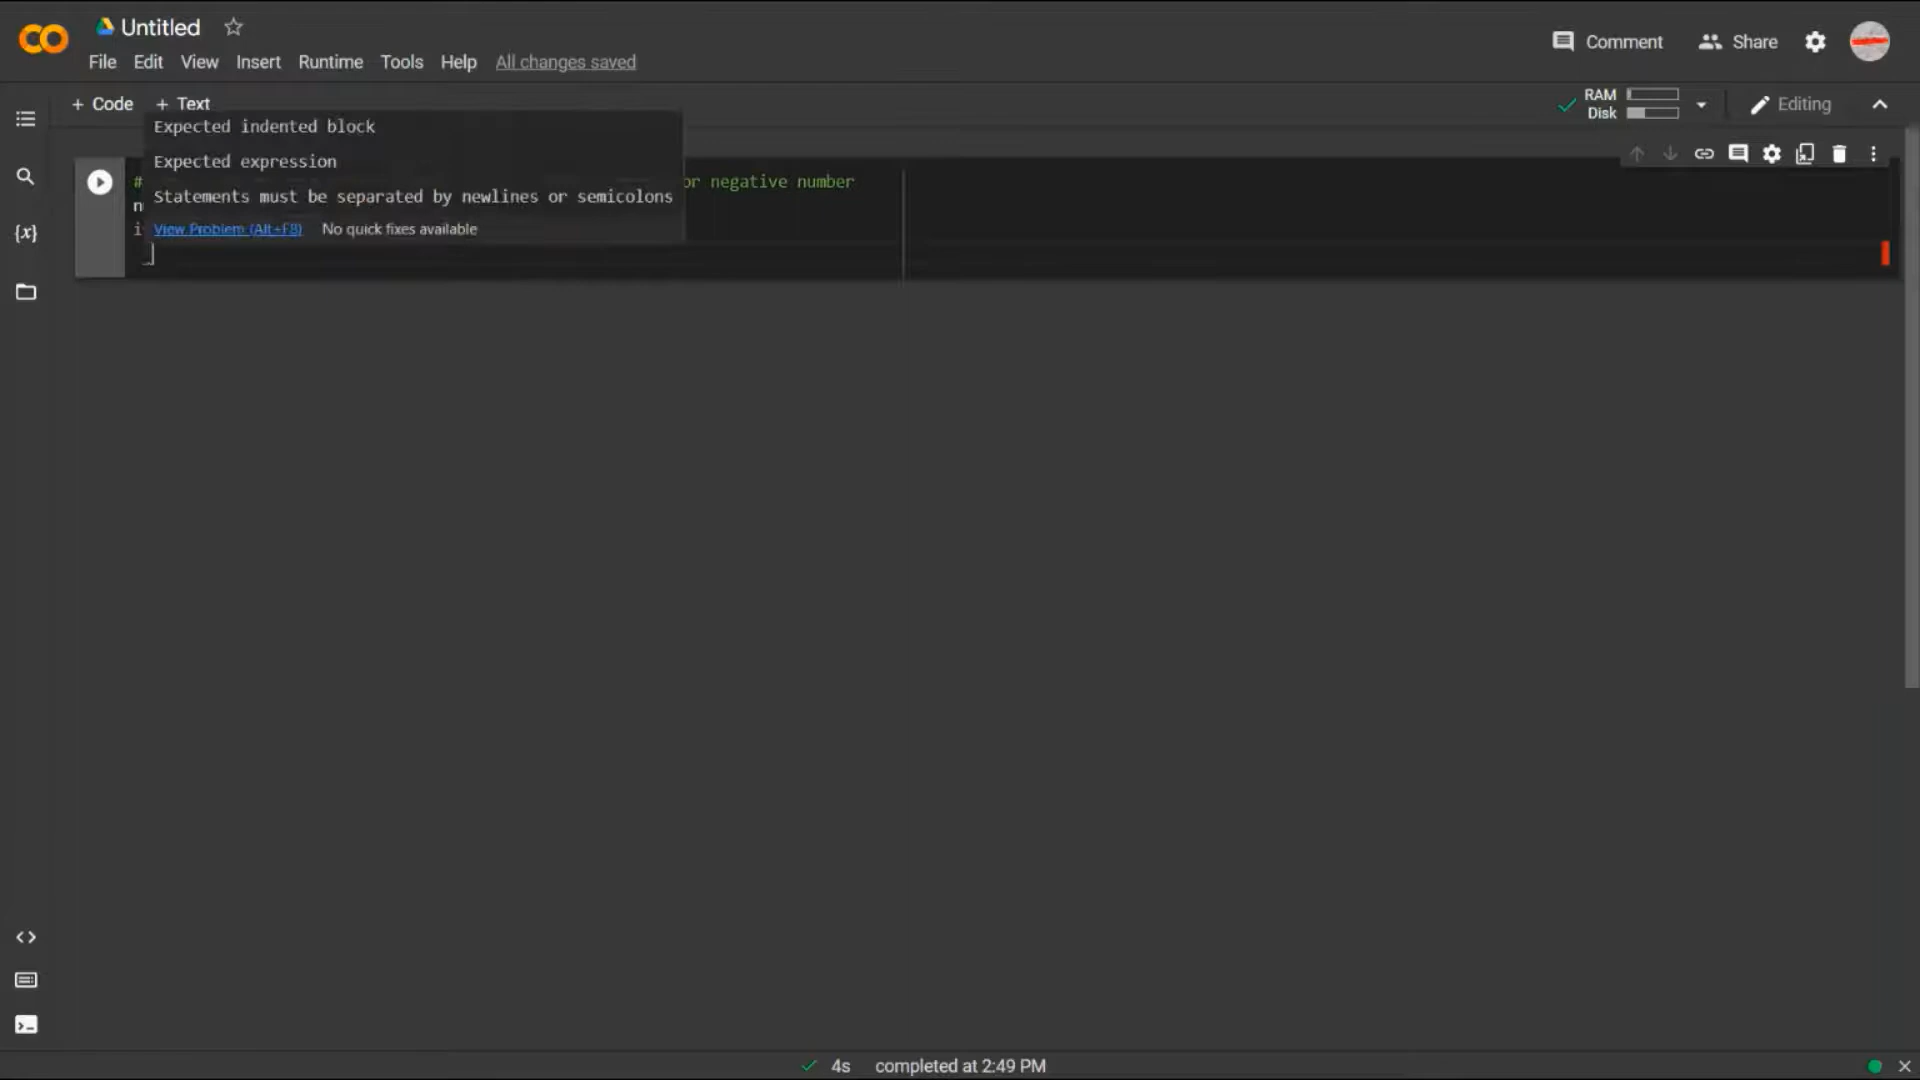 Untitled
File Edit View Insert Runtime Tools Help All changes saved
Comment Share
+ Code + Text
RAM
Disk
Editing
Expected indented block
Expected expression
Statements must be separated by newlines or semicolons
View Problem (Alt+F8) No quick fixes available
# or negative number
n
i
{x}
4s completed at 2:49 PM